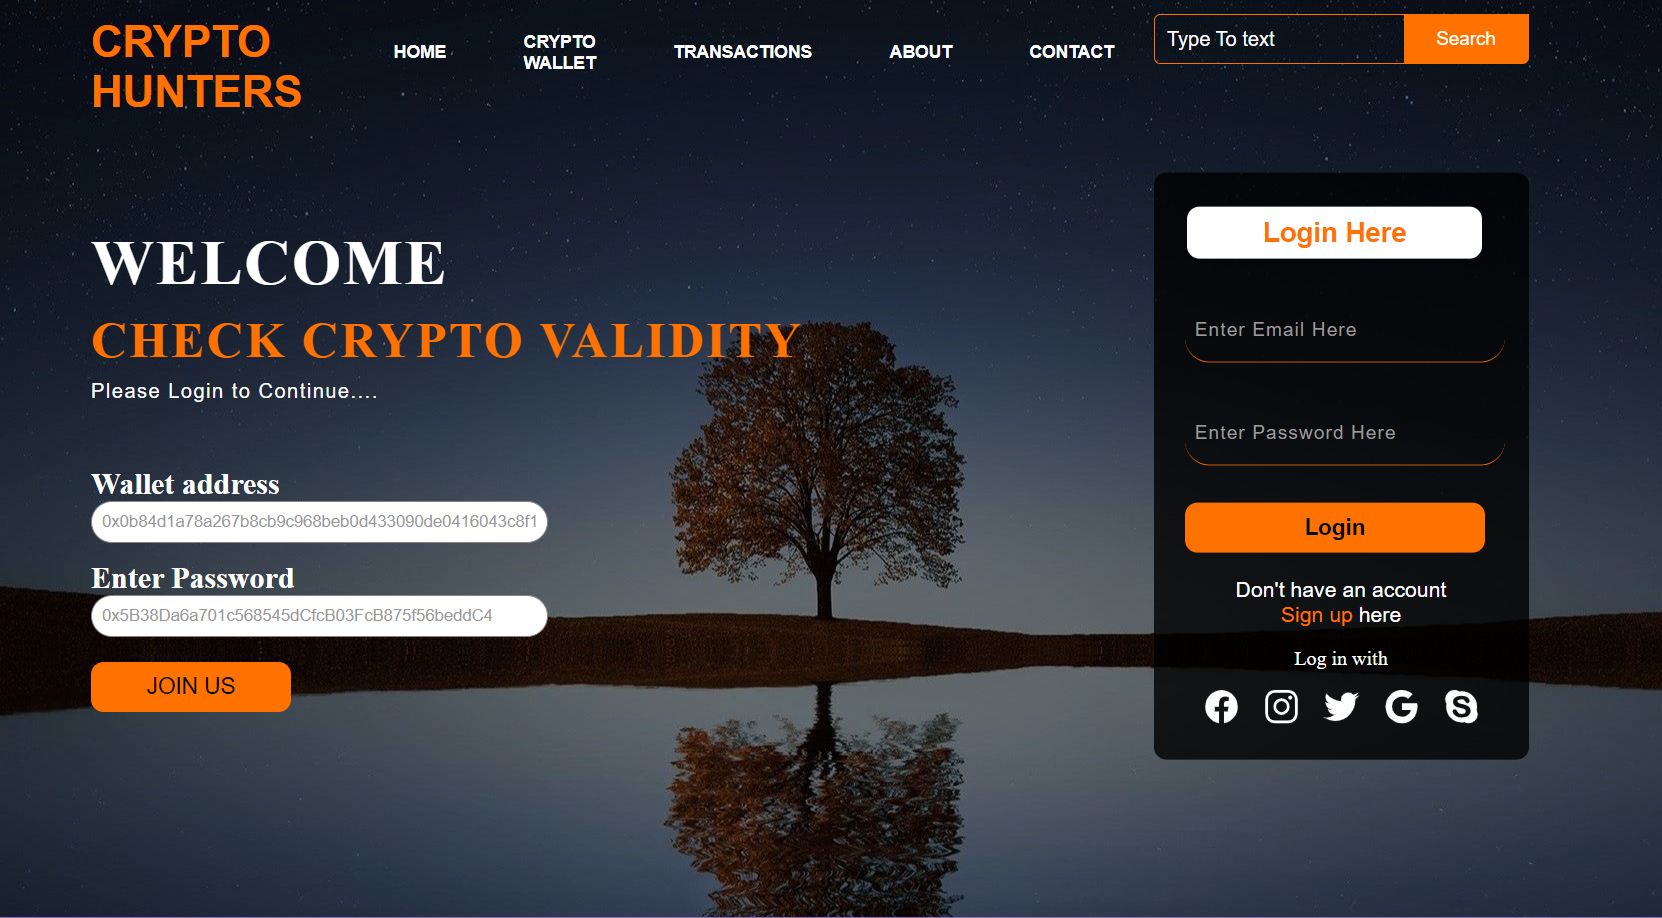 CRYPTO
HUNTERS
HOME
CRYPTO
WALLET
TRANSACTIONS
ABOUT
CONTACT
Type To text
Search
WELCOME
CHECK CRYPTO VALIDITY
Please Login to Continue....
Wallet address
0x0b84d1a78a267b8cb9c968beb0d433090de0416043c8f1
Enter Password
0x5B38Da6a701c568545dCfcB03FcB875f56beddC4
JOIN US
Login Here
Enter Email Here
Enter Password Here
Login
Don't have an account
Sign up here
Log in with